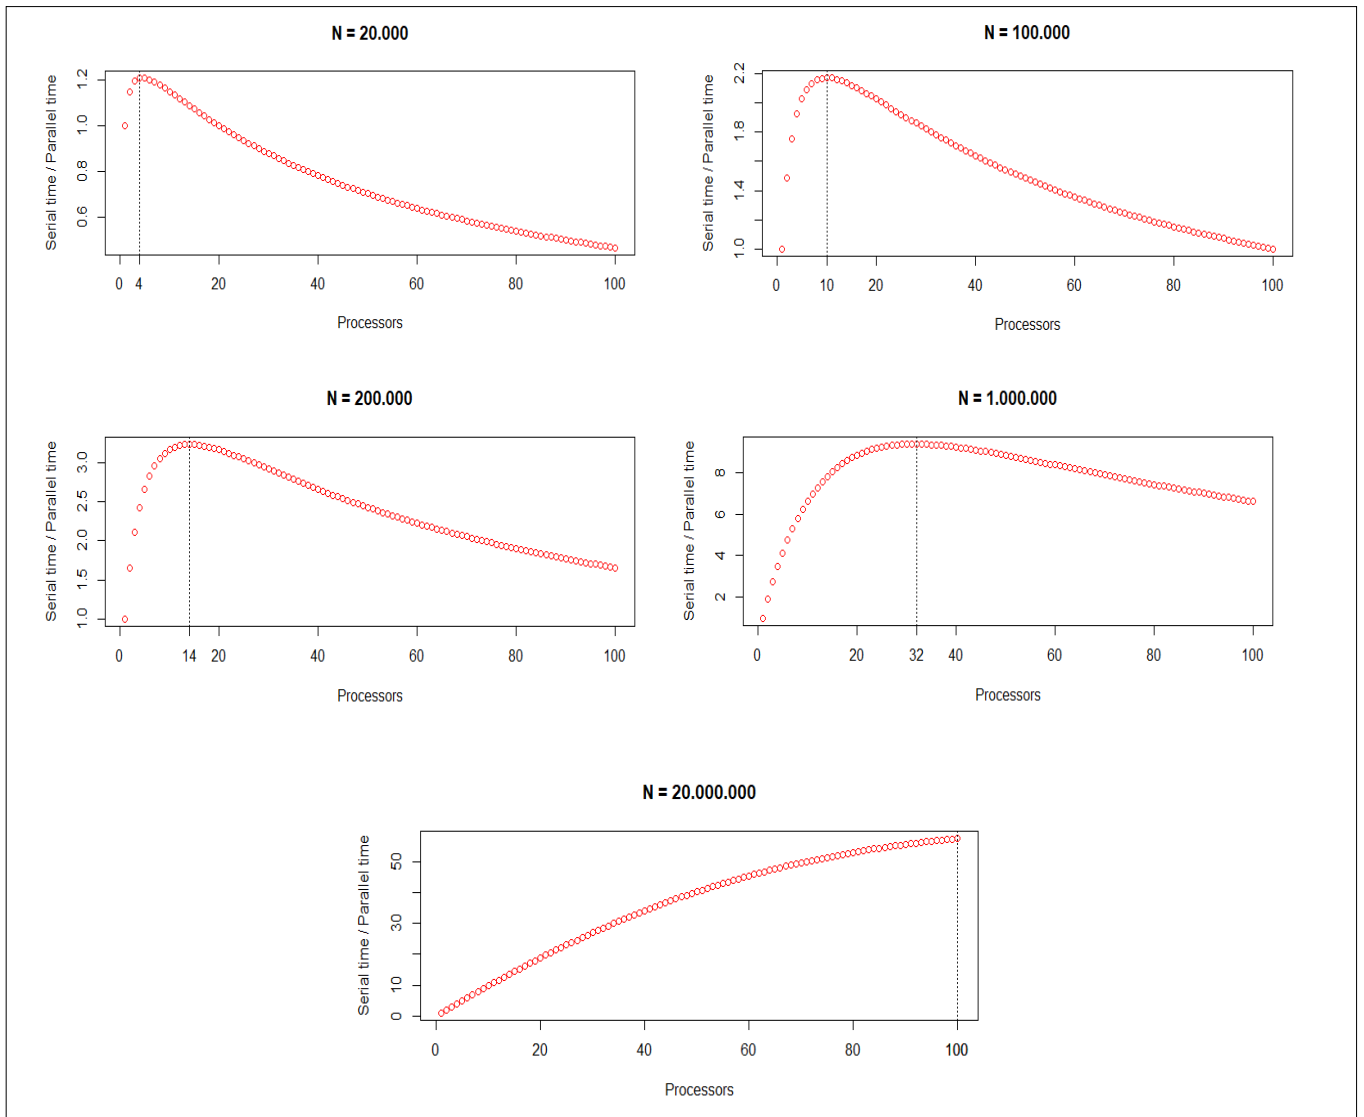 N = 20.000
Serial time / Parallel time
1.2
1.0
0.8
0.6
0 4 20 40 60 80 100
Processors
N = 100.000
Serial time / Parallel time
2.2
1.8
1.4
1.0
0 10 20 40 60 80 100
Processors
N = 200.000
Serial time / Parallel time
3.0
2.5
2.0
1.5
1.0
0 14 20 40 60 80 100
Processors
N = 1.000.000
Serial time / Parallel time
8
6
4
2
0 20 32 40 60 80 100
Processors
N = 20.000.000
Serial time / Parallel time
50
30
10
0
0 20 40 60 80 100
Processors